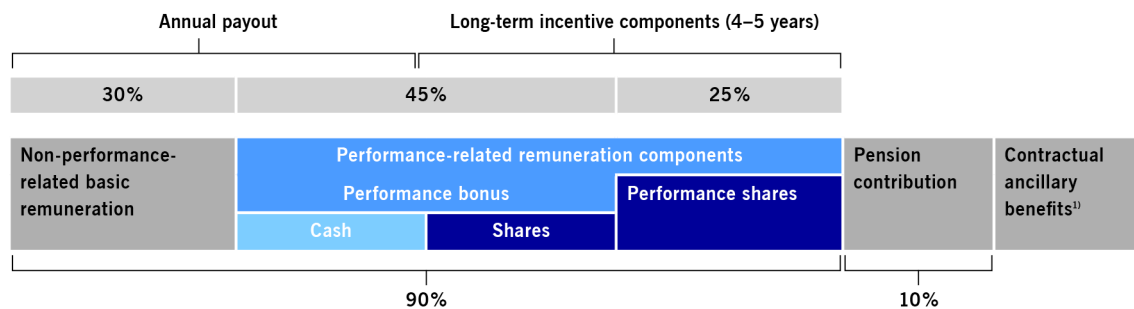 Annual payout
Long-term incentive components (4–5 years)
30%
45%
25%
Non-performance-
related basic
remuneration
Performance-related remuneration components
Performance bonus
Cash
Shares
Performance shares
Pension
contribution
Contractual
ancillary
benefits¹⁾
90%
10%